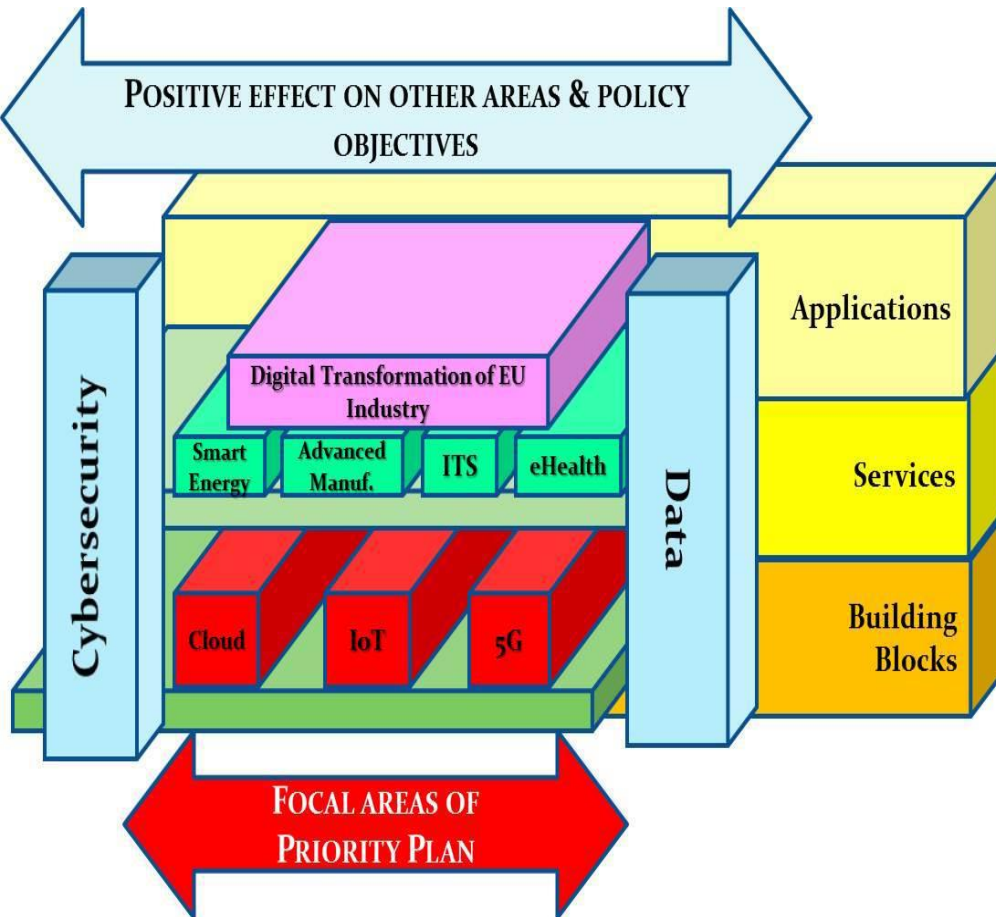 POSITIVE EFFECT ON OTHER AREAS & POLICY
OBJECTIVES
Applications
Digital Transformation of EU
Industry
Smart
Energy
Advanced
Manuf.
ITS
eHealth
Services
Cybersecurity
Data
Cloud
IoT
5G
Building
Blocks
FOCAL AREAS OF
PRIORITY PLAN